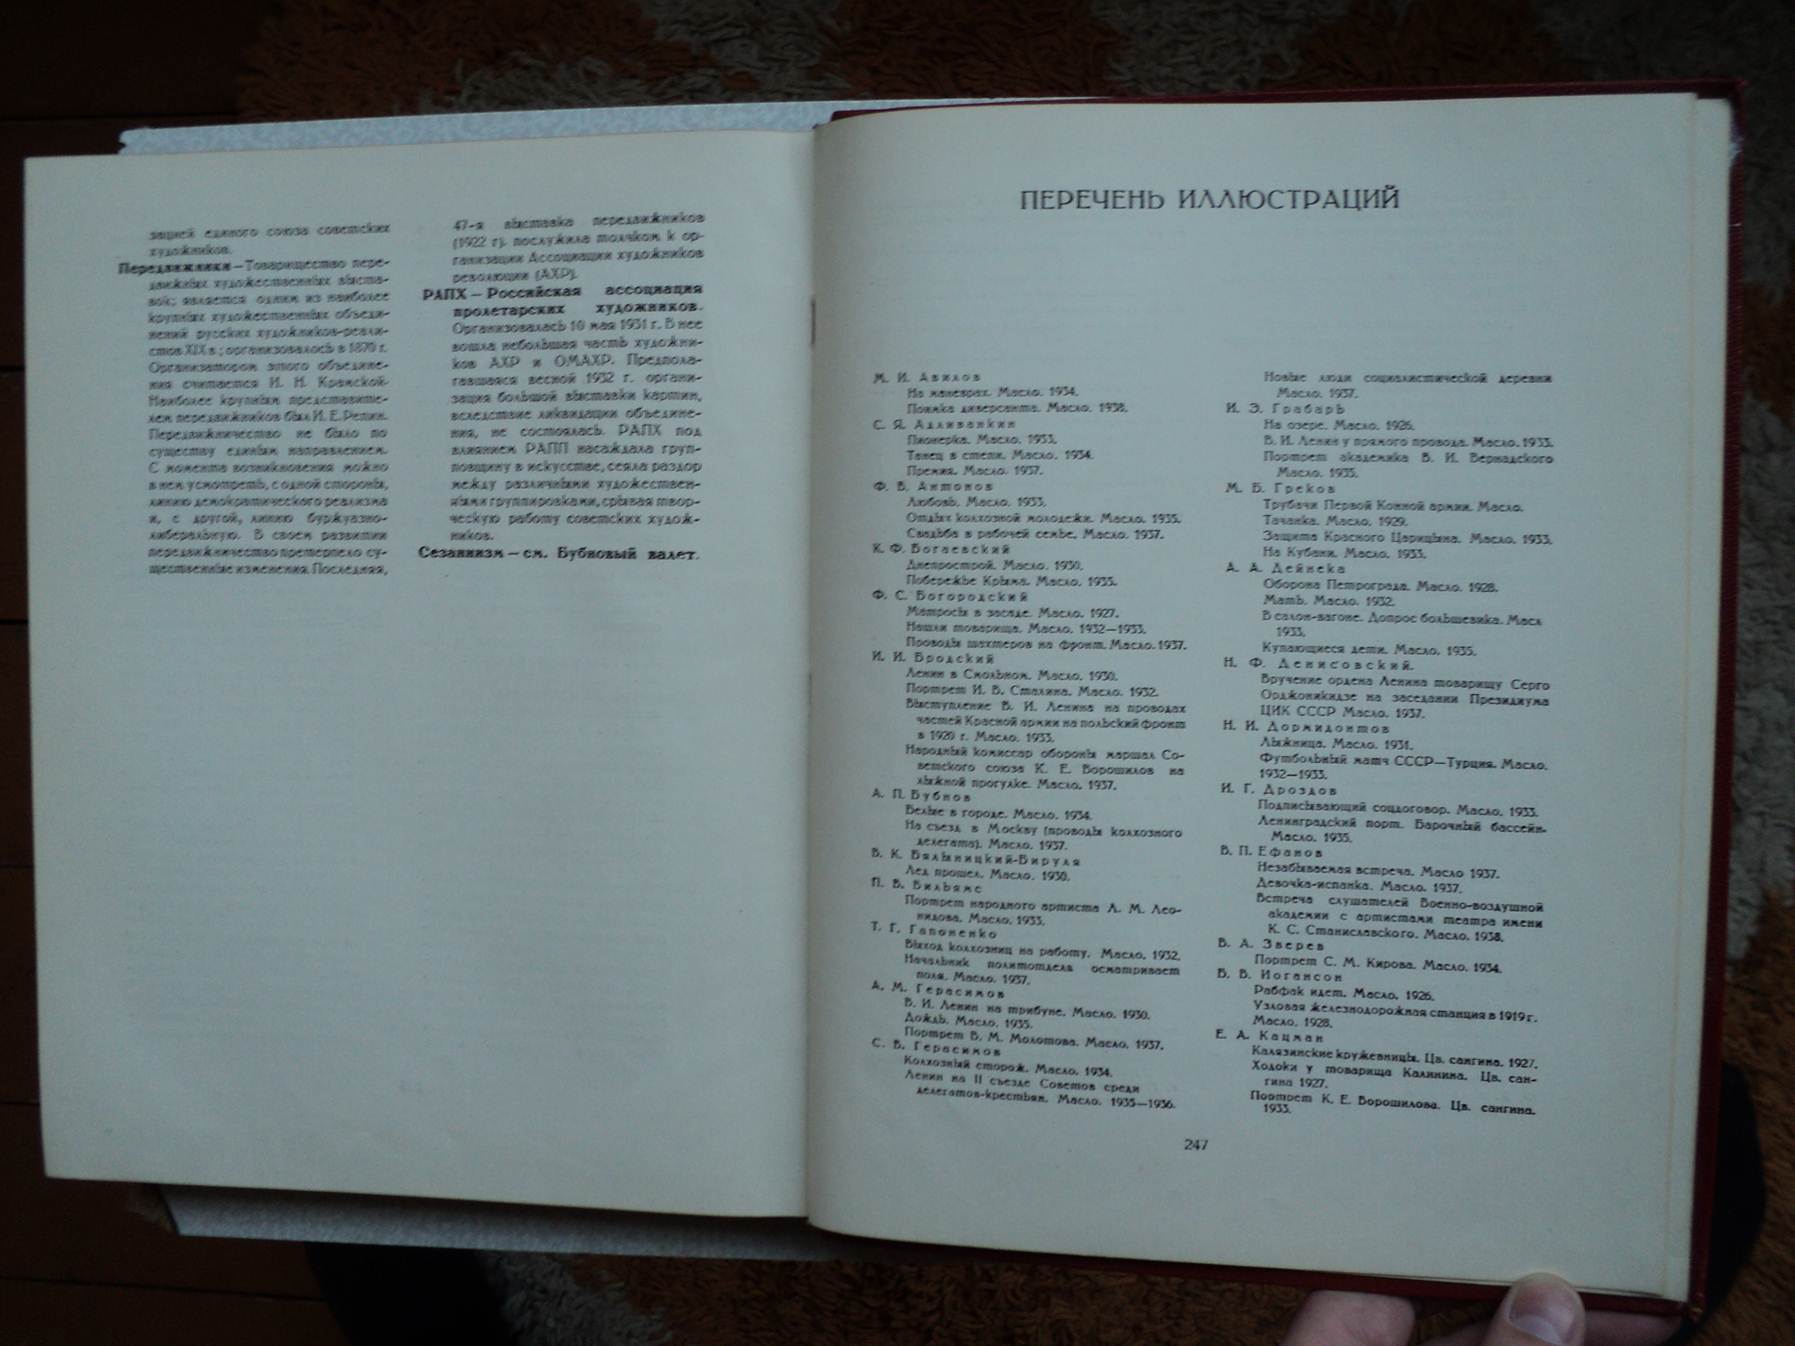 зацией единого союза советских
художников.
Передвижники — Товарищество пере-
движных художественных выста-
вок; является одним из наиболее
крупных художественных объеди-
нений русских художников-реали-
стов XIX в; организовалось в 1870 г.
Организатором этого объедине-
ния считается И. Н. Крамской.
Наиболее крупным представите-
лем передвижников был И. Е. Репин.
Передвижничество не было по
существу единым направлением.
С момента возникновения можно
в нем усмотреть, с одной стороны,
линию демократического реализма
и, с другой, линию буржуазно-
либеральную. В своем развитии
передвижничество претерпело су-
щественные изменения. Последняя,
47-я выставка передвижников
(1922 г). послужила толчком к ор-
ганизации Ассоциации художников
революции (АХР).
РАПХ — Российская ассоциация
пролетарских художников.
Организовалась 10 мая 1931 г. В нее
вошла небольшая часть художни-
ков АХР и ОМАХР. Предпола-
гавшаяся весной 1932 г. органи-
зация большой выставки картин,
вследствие ликвидации объедине-
ния, не состоялась. РАПХ под
влиянием РАПП насаждала груп-
повщину в искусстве, сеяла раздор
между различными художествен-
ными группировками, срывая твор-
ческую работу советских худож-
ников.
Сезаннизм — см. Бубновый валет.
ПЕРЕЧЕНЬ ИЛЛЮСТРАЦИЙ
М. И. Авилов
На маневрах. Масло. 1934.
Поимка диверсанта. Масло. 1938.
С. Я. Адливанкин
Пионерка. Масло. 1933.
Танец в степи. Масло. 1934.
Премия. Масло. 1937.
Ф. В. Антонов
Любовь. Масло. 1933.
Отдых колхозной молодежи. Масло. 1935.
Свадьба в рабочей семье. Масло. 1937.
К. Ф. Богаевский
Днепрострой. Масло. 1930.
Побережье Крыма. Масло. 1935.
Ф. С. Богородский
Матросы в засаде. Масло. 1927.
Нашли товарища. Масло. 1932—1933.
Проводы шахтеров на фронт. Масло. 1937.
И. И. Бродский
Ленин в Смольном. Масло. 1930.
Портрет И. В. Сталина. Масло. 1932.
Выступление В. И. Ленина на проводах
частей Красной армии на польский фронт
в 1920 г. Масло. 1933.
Народный комиссар обороны маршал Со-
ветского союза К. Е. Ворошилов на
лыжной прогулке. Масло. 1937.
А. П. Бубнов
Белые в городе. Масло. 1934.
На съезд в Москву (проводы колхозного
делегата). Масло. 1937.
В. К. Бялыницкий-Бируля
Лед прошел. Масло. 1930.
П. В. Вильямс
Портрет народного артиста Л. М. Лео-
нидова. Масло. 1933.
Т. Г. Гапоненко
Выход колхозниц на работу. Масло. 1932.
Начальник политотдела осматривает
поля. Масло. 1937.
А. М. Герасимов
В. И. Ленин на трибуне. Масло. 1930.
Дождь. Масло. 1935.
Портрет В. М. Молотова. Масло. 1937.
С. В. Герасимов
Колхозный сторож. Масло. 1934.
Ленин на II съезде Советов среди
делегатов-крестьян. Масло. 1935—1936.
Новые люди социалистической деревни
Масло. 1937.
И. Э. Грабарь
На озере. Масло. 1926.
В. И. Ленин у прямого провода. Масло. 1933.
Портрет академика В. И. Вернадского
Масло. 1935.
М. Б. Греков
Трубачи Первой Конной армии. Масло.
Тачанка. Масло. 1929.
Защита Красного Царицына. Масло. 1933.
На Кубани. Масло. 1933.
А. А. Дейнека
Оборона Петрограда. Масло. 1928.
Мать. Масло. 1932.
В салон-вагоне. Допрос большевика. Масл
1933.
Купающиеся дети. Масло. 1935.
Н. Ф. Денисовский.
Вручение ордена Ленина товарищу Серго
Орджоникидзе на заседании Президиума
ЦИК СССР Масло. 1937.
Н. И. Дормидонтов
Лыжница. Масло. 1931.
Футбольный матч СССР—Турция. Масло.
1932—1933.
И. Г. Дроздов
Подписывающий соцдоговор. Масло. 1933.
Ленинградский порт. Барочный бассейн.
Масло. 1935.
В. П. Ефанов
Незабываемая встреча. Масло 1937.
Девочка-испанка. Масло. 1937.
Встреча слушателей Военно-воздушной
академии с артистами театра имени
К. С. Станиславского. Масло. 1938.
В. А. Зверев
Портрет С. М. Кирова. Масло. 1934.
Б. В. Иогансон
Рабфак идет. Масло. 1926.
Узловая железнодорожная станция в 1919 г.
Масло. 1928.
Е. А. Кацман
Калязинские кружевницы. Цв. сангина. 1927.
Ходоки у товарища Калинина. Цв. сан-
гина 1927.
Портрет К. Е. Ворошилова. Цв. сангина.
1933.
247